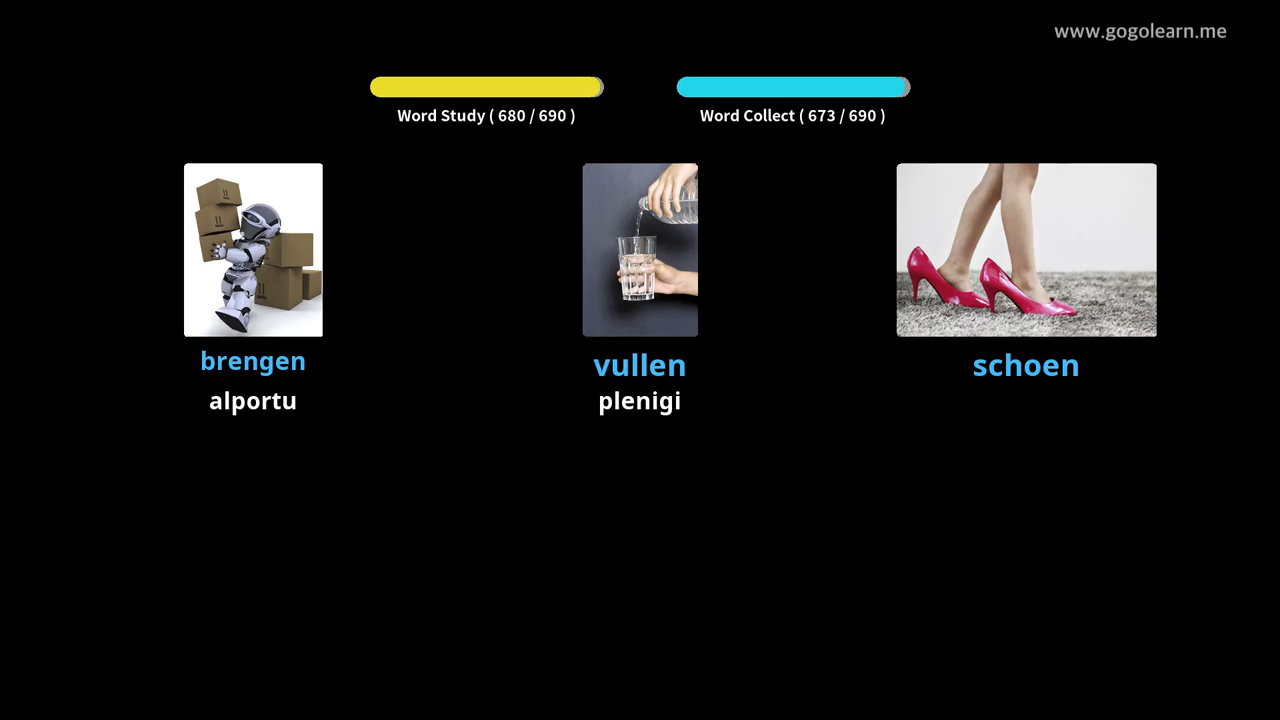 www.gogolearn.me
Word Study ( 680 / 690 )
Word Collect ( 673 / 690 )
brengen
alportu
vullen
plenigi
schoen